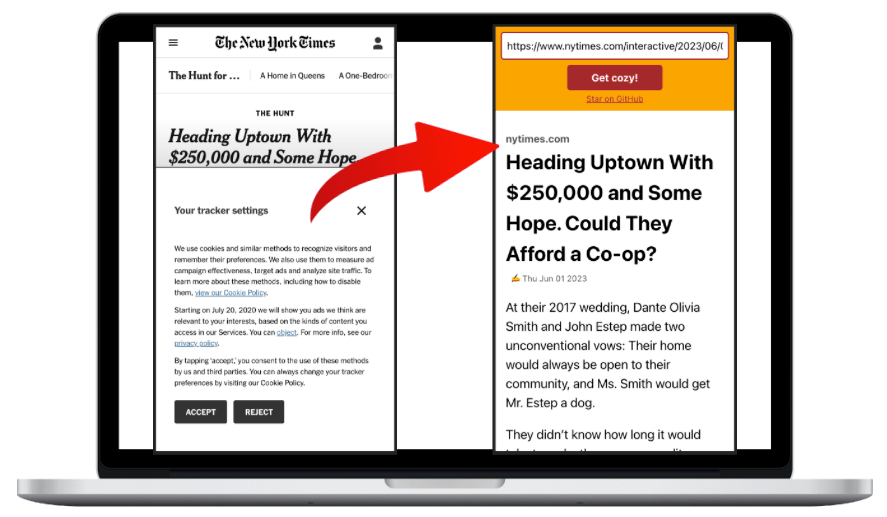 The New York Times
The Hunt for ...
A Home in Queens
A One-Bedroom
THE HUNT
Heading Uptown With
$250,000 and Some Hope
Your tracker settings
We use cookies and similar methods to recognize visitors and
remember their preferences. We also use them to measure ad
campaign effectiveness, target ads and analyze site traffic. To
learn more about these methods, including how to disable
them, view our Cookie Policy.
Starting on July 20, 2020 we will show you ads we think are
relevant to your interests, based on the kinds of content you
access in our Services. You can object. For more info, see our
privacy policy.
By tapping 'accept,' you consent to the use of these methods
by us and third parties. You can always change your tracker
preferences by visiting our Cookie Policy.
ACCEPT
REJECT
https://www.nytimes.com/interactive/2023/06/0
Get cozy!
Star on GitHub
nytimes.com
Heading Uptown With
$250,000 and Some
Hope. Could They
Afford a Co-op?
✍️ Thu Jun 01 2023
At their 2017 wedding, Dante Olivia
Smith and John Estep made two
unconventional vows: Their home
would always be open to their
community, and Ms. Smith would get
Mr. Estep a dog.
They didn't know how long it would